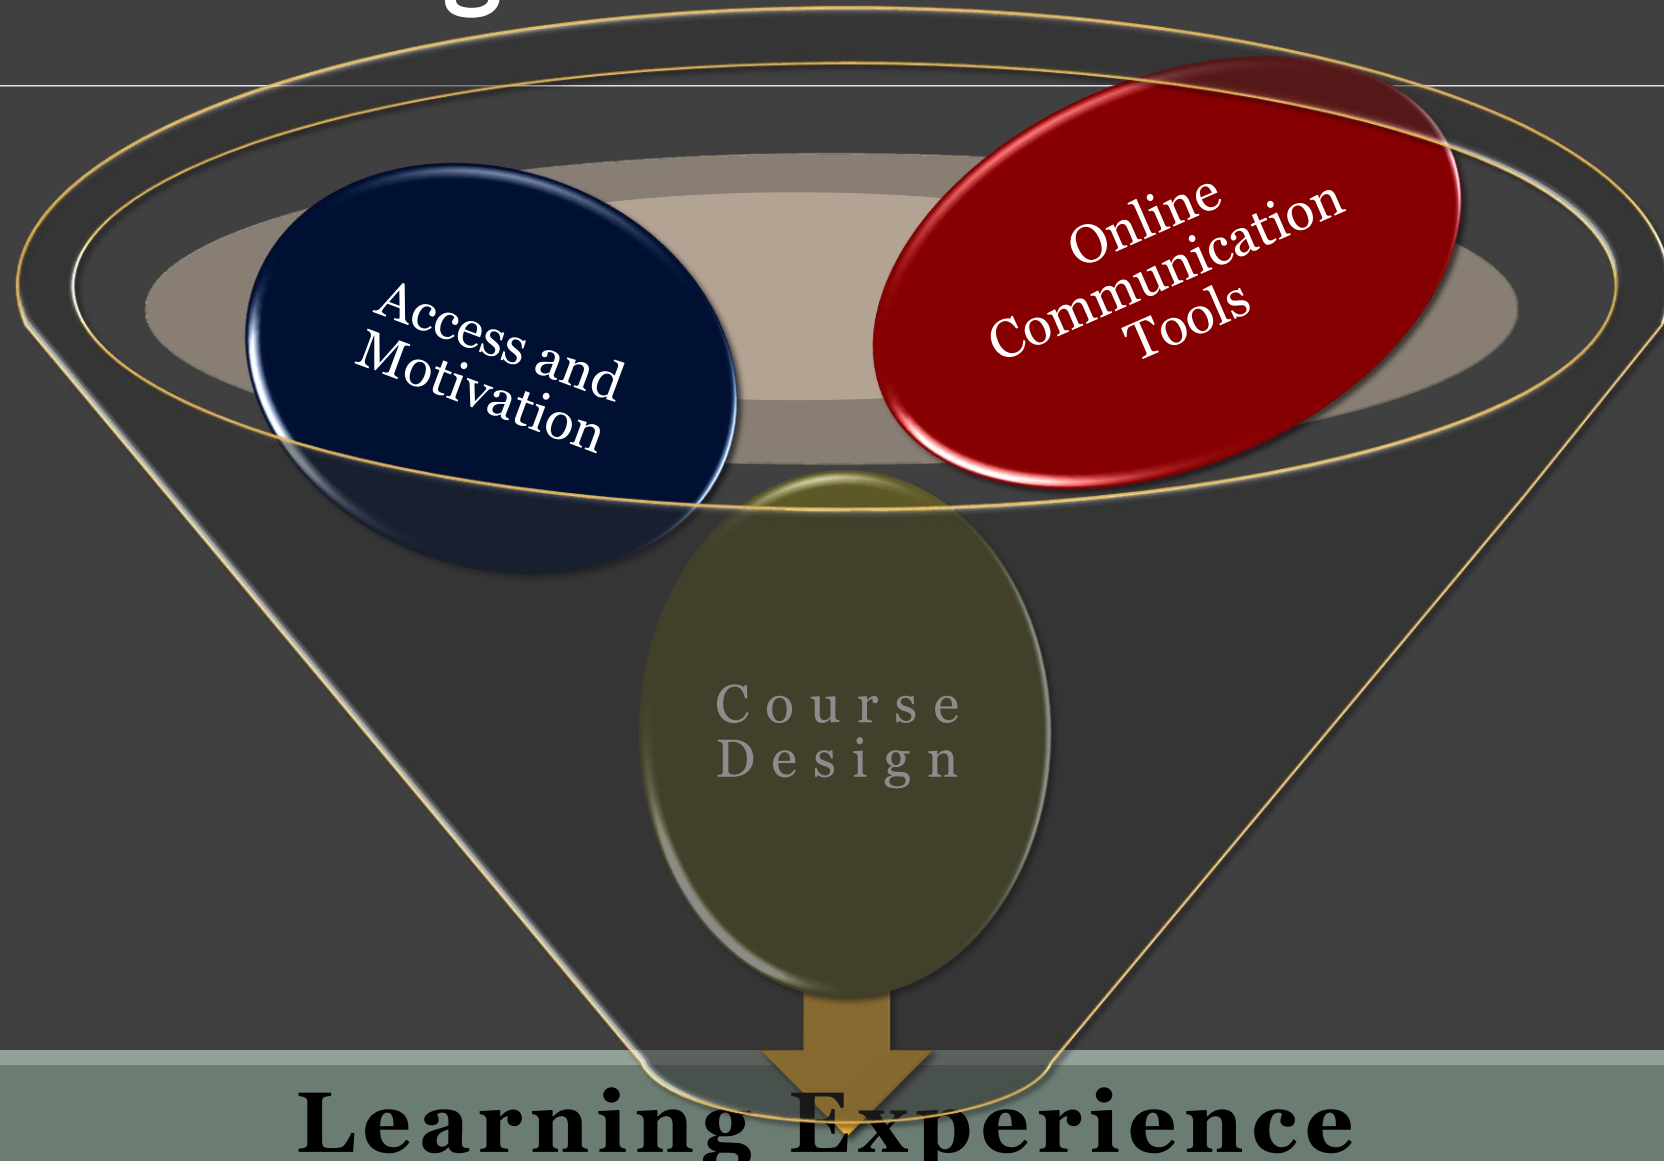 Access and
Motivation
Online
Communication
Tools
Course
Design
Learning Experience